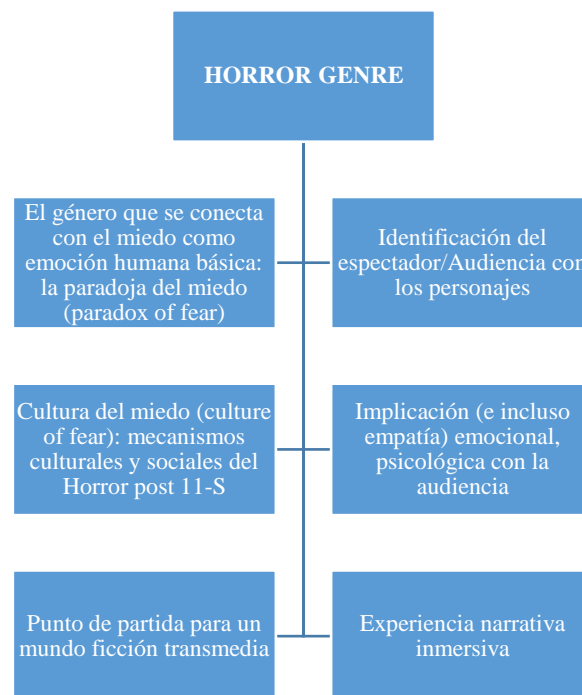 HORROR GENRE
El género que se conecta
con el miedo como
emoción humana básica:
la paradoja del miedo
(paradox of fear)
Identificación del
espectador/Audiencia con
los personajes
Cultura del miedo (culture
of fear): mecanismos
culturales y sociales del
Horror post 11-S
Implicación (e incluso
empatía) emocional,
psicológica con la
audiencia
Punto de partida para un
mundo ficción transmedia
Experiencia narrativa
inmersiva